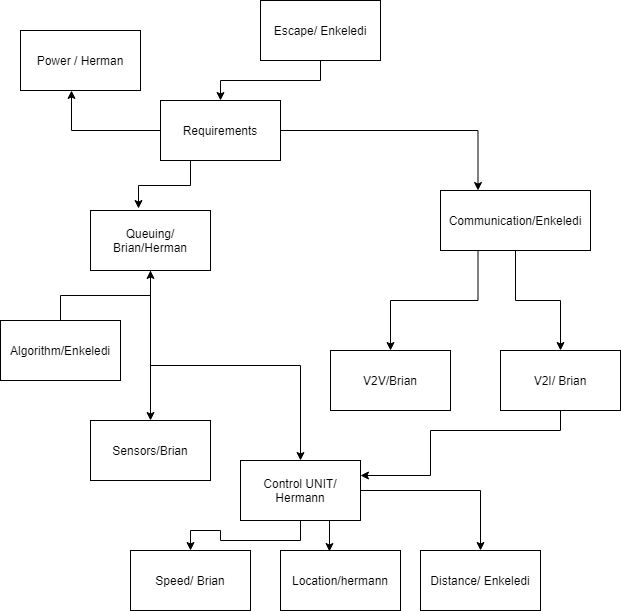 Escape/ Enkeledi
Power / Herman
Requirements
Queuing/
Brian/Herman
Communication/Enkeledi
Algorithm/Enkeledi
V2V/Brian
V2I/ Brian
Sensors/Brian
Control UNIT/
Hermann
Speed/ Brian
Location/hermann
Distance/ Enkeledi